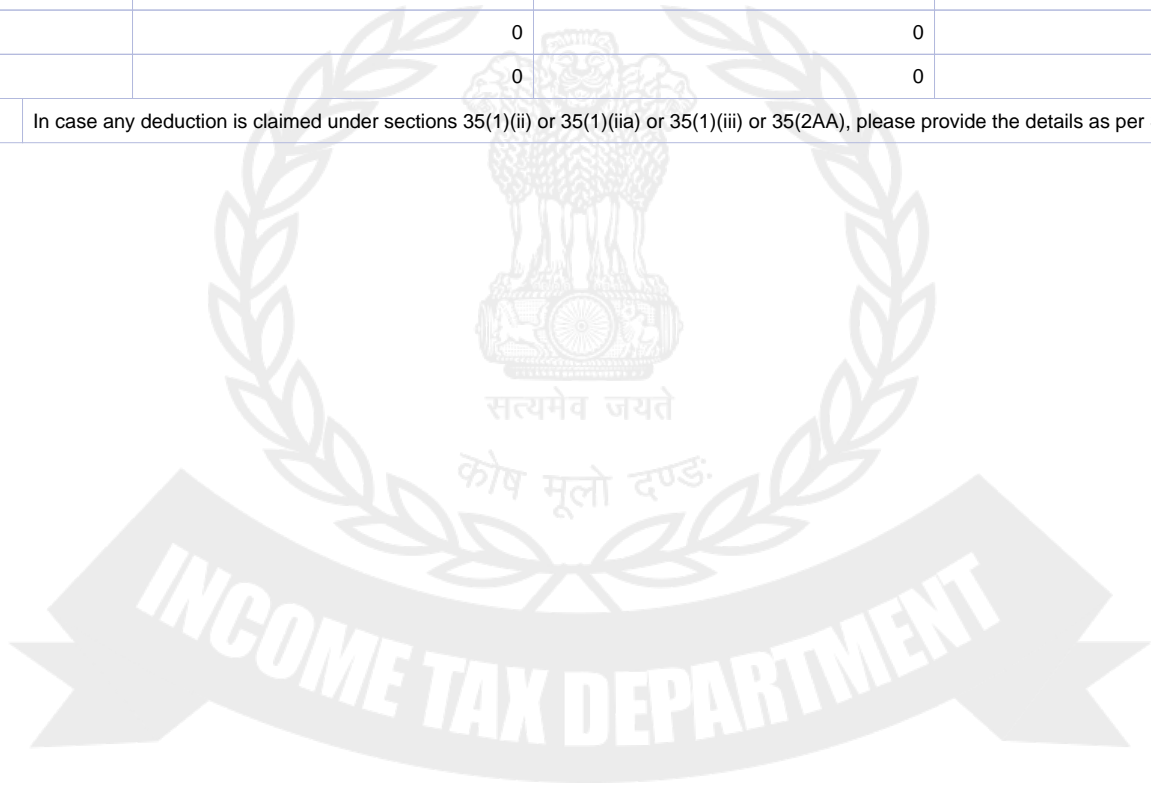 0 0
0 0
In case any deduction is claimed under sections 35(1)(ii) or 35(1)(iia) or 35(1)(iii) or 35(2AA), please provide the details as per
सत्यमेव जयते
कोष मूलो दण्डः
INCOME TAX DEPARTMENT